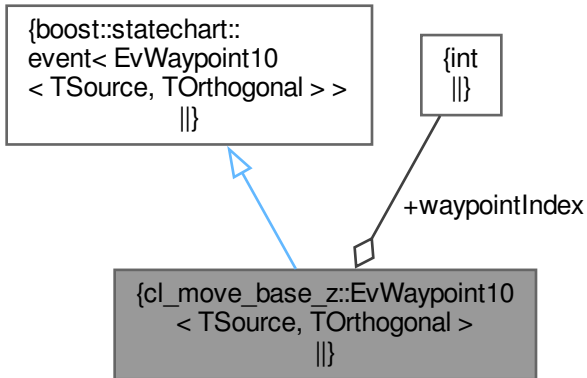 {boost::statechart::
event< EvWaypoint10
< TSource, TOrthogonal > >
||}
{int
||}
+waypointIndex
{cl_move_base_z::EvWaypoint10
< TSource, TOrthogonal >
||}